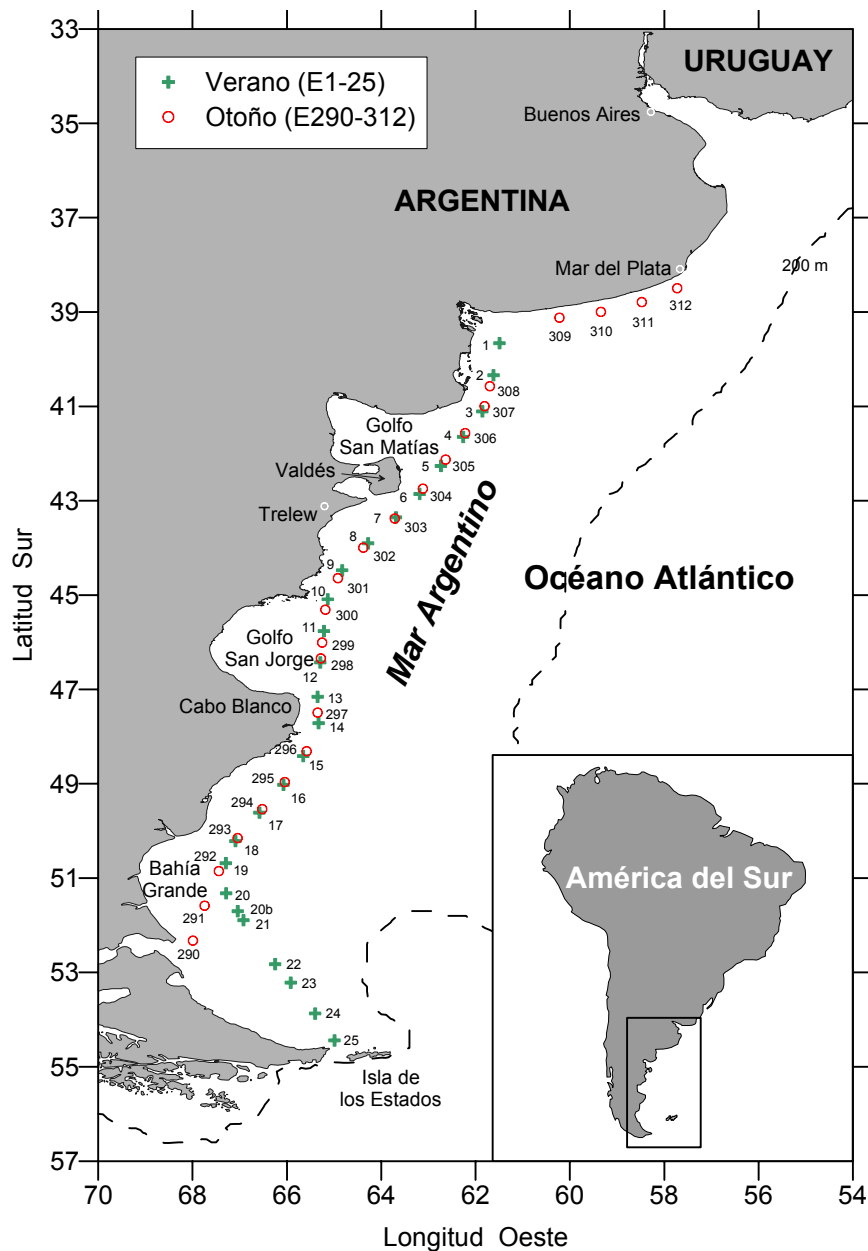 33
35
37
39
41
43
45
47
49
51
53
55
57
Latitud Sur
Verano (E1-25)
Otoño (E290-312)
URUGUAY
Buenos Aires
ARGENTINA
Mar del Plata
200 m
312
311
310
309
1
2
308
3
307
Golfo
San Matías
4
306
5
305
Valdés
6
304
Trelew
7
303
8
302
Mar Argentino
Océano Atlántico
9
301
10
300
11
Golfo
San Jorge
299
298
12
Cabo Blanco
13
297
14
296
15
295
16
294
17
293
18
292
19
Bahía
Grande
20
291
20b
21
290
22
23
24
25
Isla de
los Estados
América del Sur
70
68
66
64
62
60
58
56
54
Longitud Oeste